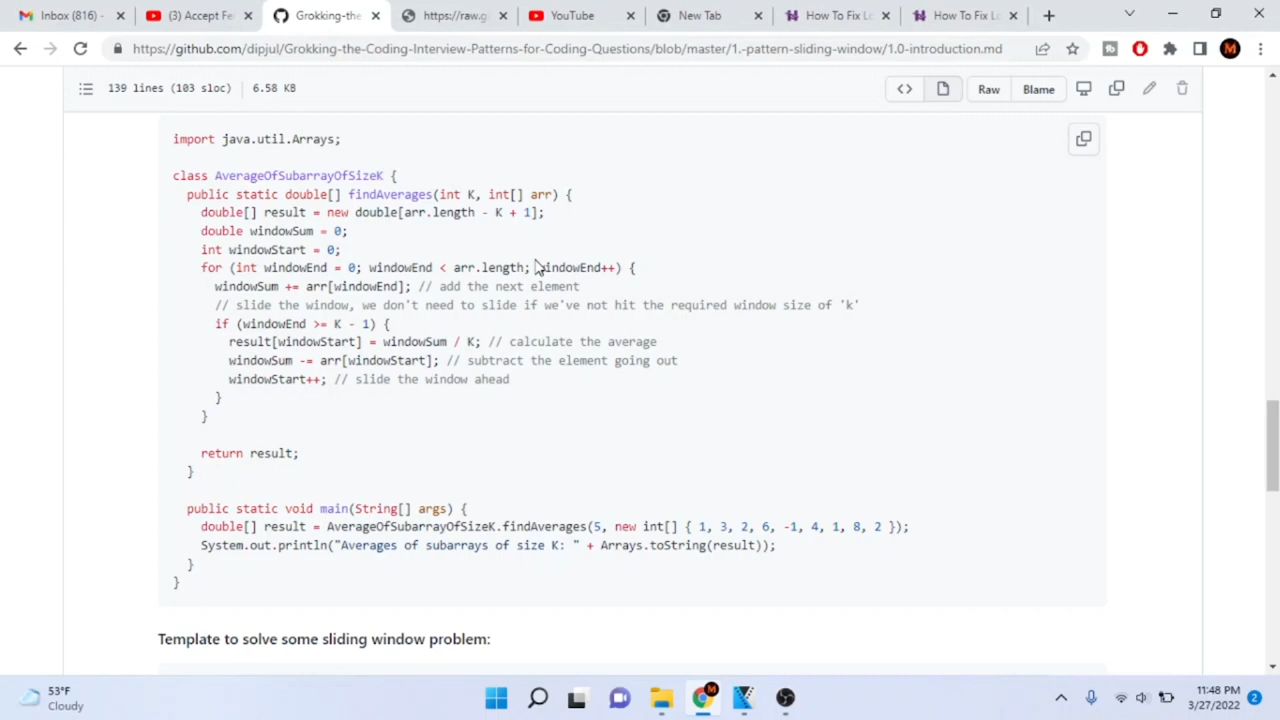 Inbox (816) -
(3) Accept Fe
Grokking-the
https://raw.g
YouTube
New Tab
How To Fix Lo
How To Fix Lo
https://github.com/dipjul/Grokking-the-Coding-Interview-Patterns-for-Coding-Questions/blob/master/1.-pattern-sliding-window/1.0-introduction.md
M
139 lines (103 sloc) 6.58 KB
Raw Blame
import java.util.Arrays;
class AverageOfSubarrayOfSizeK {
public static double[] findAverages(int K, int[] arr) {
double[] result = new double[arr.length - K + 1];
double windowSum = 0;
int windowStart = 0;
for (int windowEnd = 0; windowEnd < arr.length; windowEnd++) {
windowSum += arr[windowEnd]; // add the next element
// slide the window, we don't need to slide if we've not hit the required window size of 'k'
if (windowEnd >= K - 1) {
result[windowStart] = windowSum / K; // calculate the average
windowSum -= arr[windowStart]; // subtract the element going out
windowStart++; // slide the window ahead
}
}
return result;
}
public static void main(String[] args) {
double[] result = AverageOfSubarrayOfSizeK.findAverages(5, new int[] { 1, 3, 2, 6, -1, 4, 1, 8, 2 });
System.out.println("Averages of subarrays of size K: " + Arrays.toString(result));
}
}
Template to solve some sliding window problem:
53°F
Cloudy
M
11:48 PM
3/27/2022
2